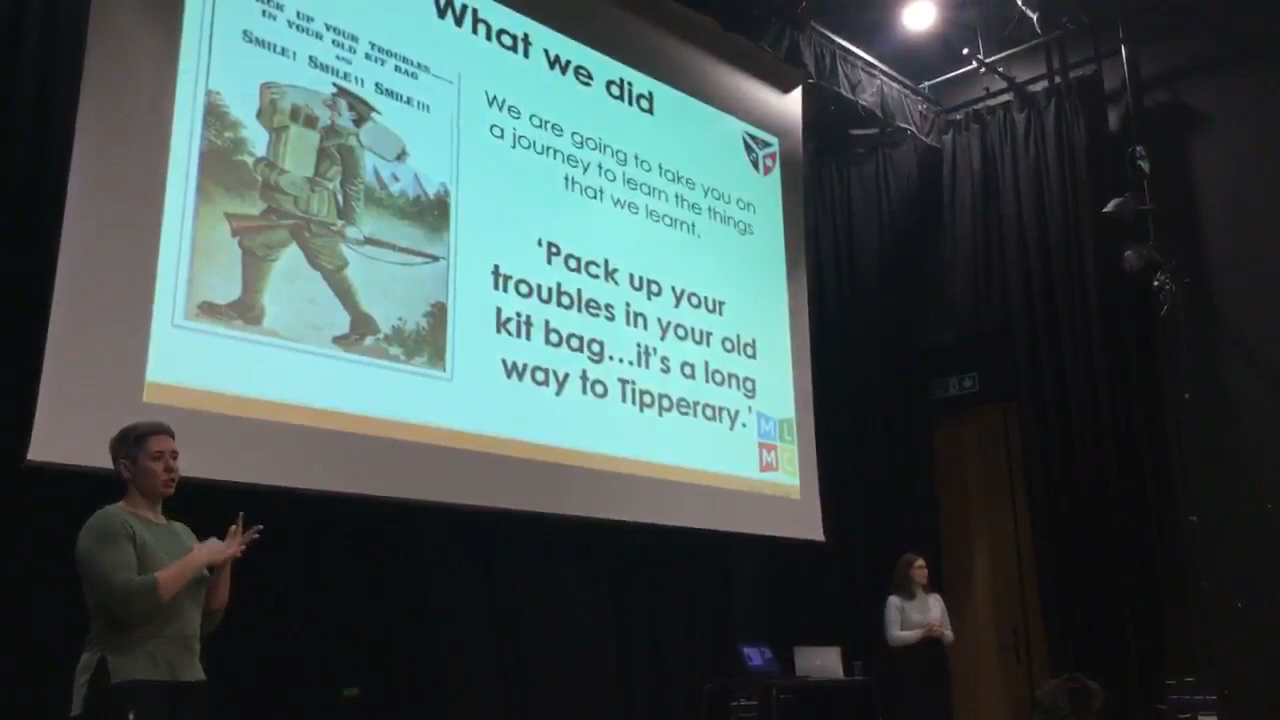 What we did
PACK UP YOUR TROUBLES......
IN YOUR OLD KIT BAG
AND
SMILE! SMILE!! SMILE!!!
We are going to take you on
a journey to learn the things
that we learnt.
‘Pack up your
troubles in your old
kit bag...it’s a long
way to Tipperary.’
M L
M C